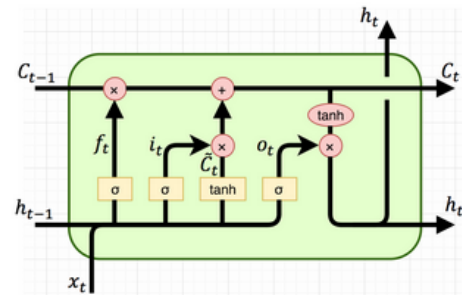 h_t
C_{t-1} × + C_t
tanh
f_t i_t × o_t ×
C̃_t
σ σ tanh σ
h_{t-1} h_t
x_t